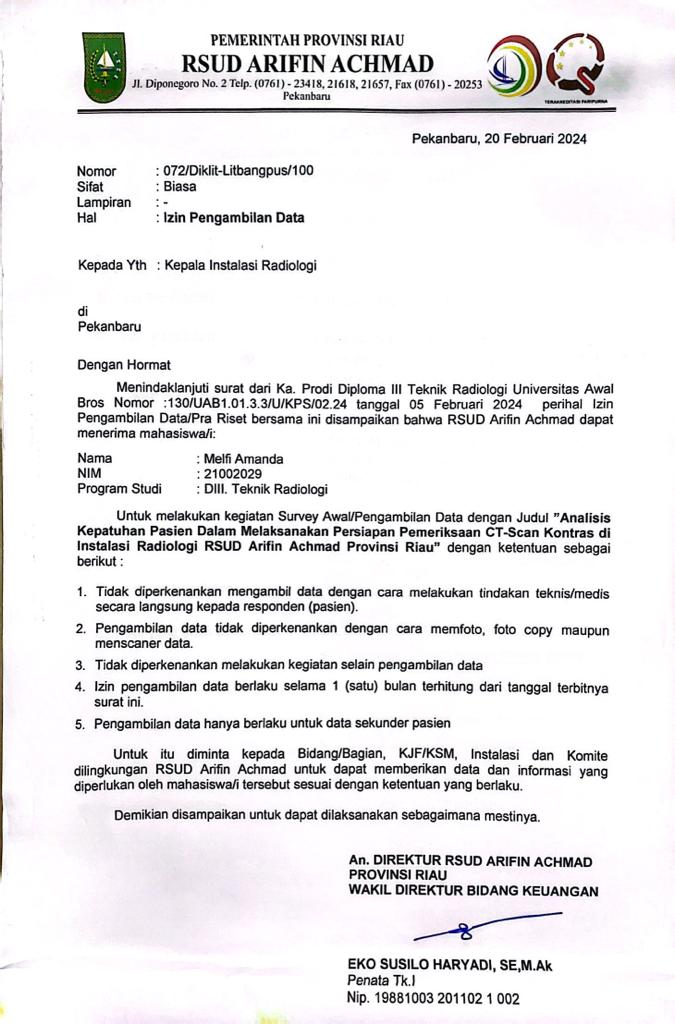 PEMERINTAH PROVINSI RIAU
RSUD ARIFIN ACHMAD
Jl. Diponegoro No. 2 Telp. (0761) - 23418, 21618, 21657, Fax (0761) - 20253
Pekanbaru
TERAKREDITASI PARIPURNA
Pekanbaru, 20 Februari 2024
Nomor : 072/Diklit-Litbangpus/100
Sifat : Biasa
Lampiran : -
Hal : Izin Pengambilan Data
Kepada Yth : Kepala Instalasi Radiologi
di
Pekanbaru
Dengan Hormat
Menindaklanjuti surat dari Ka. Prodi Diploma III Teknik Radiologi Universitas Awal
Bros Nomor :130/UAB1.01.3.3/U/KPS/02.24 tanggal 05 Februari 2024 perihal Izin
Pengambilan Data/Pra Riset bersama ini disampaikan bahwa RSUD Arifin Achmad dapat
menerima mahasiswa/i:
Nama : Melfi Amanda
NIM : 21002029
Program Studi : DIII. Teknik Radiologi
Untuk melakukan kegiatan Survey Awal/Pengambilan Data dengan Judul "Analisis
Kepatuhan Pasien Dalam Melaksanakan Persiapan Pemeriksaan CT-Scan Kontras di
Instalasi Radiologi RSUD Arifin Achmad Provinsi Riau" dengan ketentuan sebagai
berikut :
1. Tidak diperkenankan mengambil data dengan cara melakukan tindakan teknis/medis
secara langsung kepada responden (pasien).
2. Pengambilan data tidak diperkenankan dengan cara memfoto, foto copy maupun
menscaner data.
3. Tidak diperkenankan melakukan kegiatan selain pengambilan data
4. Izin pengambilan data berlaku selama 1 (satu) bulan terhitung dari tanggal terbitnya
surat ini.
5. Pengambilan data hanya berlaku untuk data sekunder pasien
Untuk itu diminta kepada Bidang/Bagian, KJF/KSM, Instalasi dan Komite
dilingkungan RSUD Arifin Achmad untuk dapat memberikan data dan informasi yang
diperlukan oleh mahasiswa/i tersebut sesuai dengan ketentuan yang berlaku.
Demikian disampaikan untuk dapat dilaksanakan sebagaimana mestinya.
An. DIREKTUR RSUD ARIFIN ACHMAD
PROVINSI RIAU
WAKIL DIREKTUR BIDANG KEUANGAN
EKO SUSILO HARYADI, SE,M.Ak
Penata Tk.I
Nip. 19881003 201102 1 002